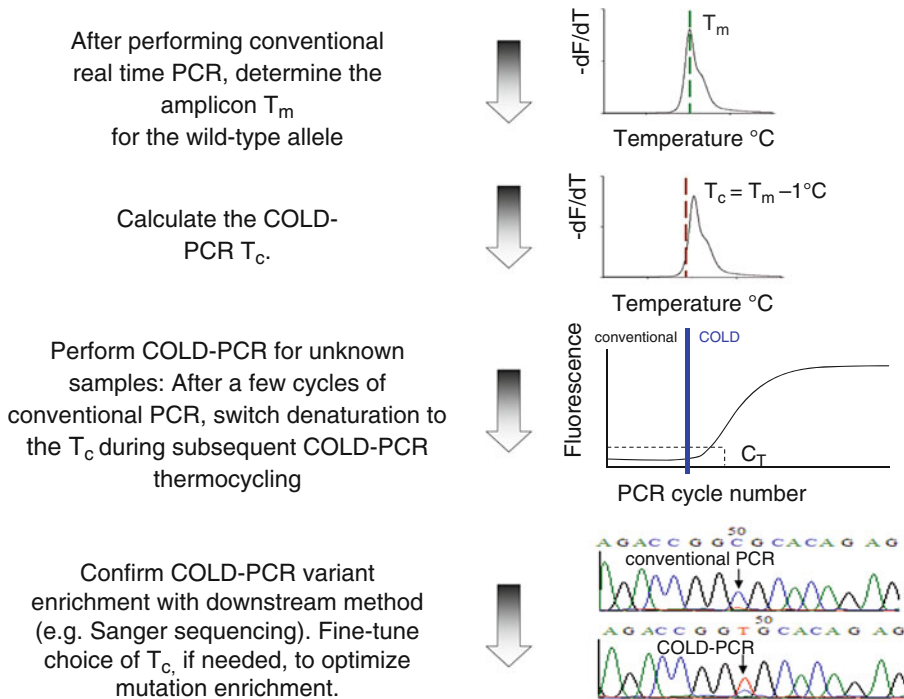 After performing conventional
real time PCR, determine the
amplicon Tm
for the wild-type allele
-dF/dT
Tm
Temperature °C
Calculate the COLD-
PCR Tc.
-dF/dT
Tc = Tm –1°C
Temperature °C
Perform COLD-PCR for unknown
samples: After a few cycles of
conventional PCR, switch denaturation to
the Tc during subsequent COLD-PCR
thermocycling
Fluorescence
conventional
COLD
CT
PCR cycle number
Confirm COLD-PCR variant
enrichment with downstream method
(e.g. Sanger sequencing). Fine-tune
choice of Tc, if needed, to optimize
mutation enrichment.
50
A G A C C G G C G C A C A G A G
conventional PCR
50
A G A C C G G T G C A C A G A G
COLD-PCR